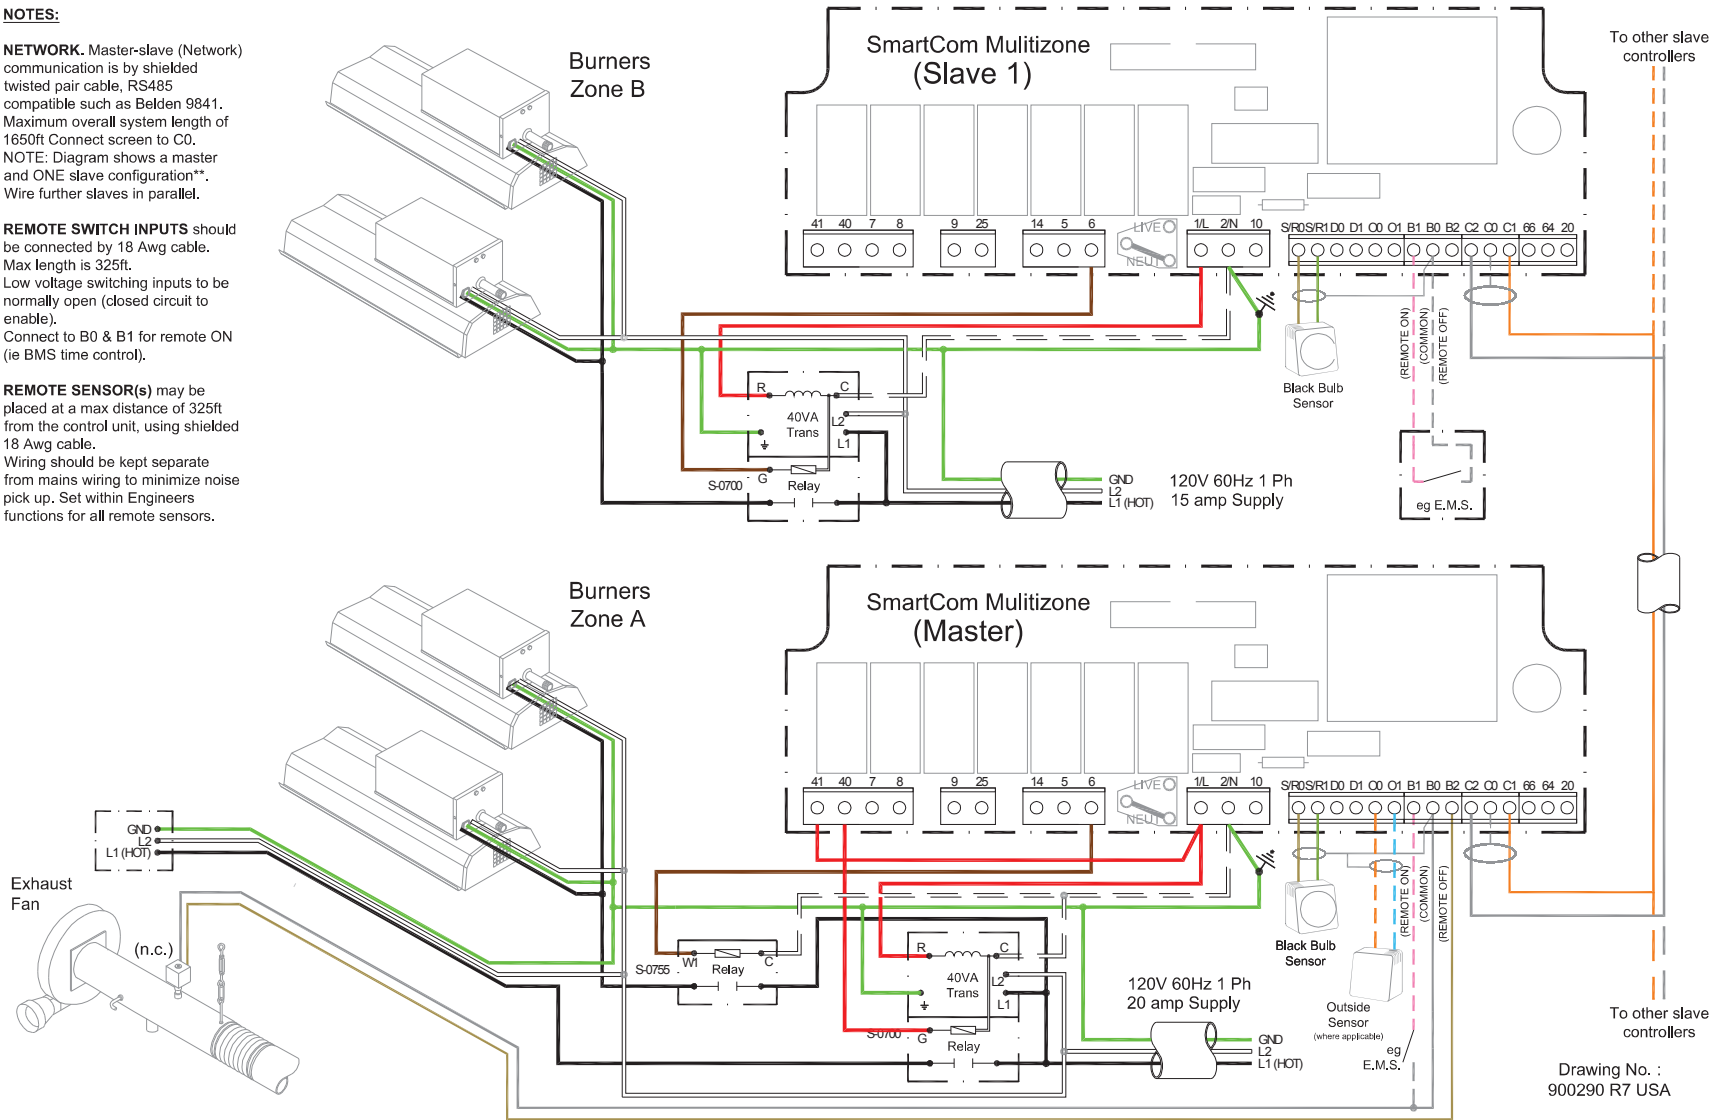 NOTES:
NETWORK. Master-slave (Network)
communication is by shielded
twisted pair cable, RS485
compatible such as Belden 9841.
Maximum overall system length of
1650ft Connect screen to C0.
NOTE: Diagram shows a master
and ONE slave configuration**.
Wire further slaves in parallel.
REMOTE SWITCH INPUTS should
be connected by 18 Awg cable.
Max length is 325ft.
Low voltage switching inputs to be
normally open (closed circuit to
enable).
Connect to B0 & B1 for remote ON
(ie BMS time control).
REMOTE SENSOR(s) may be
placed at a max distance of 325ft
from the control unit, using shielded
18 Awg cable.
Wiring should be kept separate
from mains wiring to minimize noise
pick up. Set within Engineers
functions for all remote sensors.
Burners
Zone B
SmartCom Mulitizone
(Slave 1)
To other slave
controllers
41 40 7 8 9 25 14 5 6 LIVE NEU 1/L 2/N 10 S/R0 S/R1 D0 D1 C0 O1 B1 B0 B2 C2 C0 C1 66 64 20
(REMOTE ON)
(COMMON)
(REMOTE OFF)
Black Bulb
Sensor
R C
40VA
Trans
L2
L1
G
S-0700
Relay
GND
L2
L1 (HOT)
120V 60Hz 1 Ph
15 amp Supply
eg E.M.S.
Burners
Zone A
SmartCom Mulitizone
(Master)
41 40 7 8 9 25 14 5 6 LIVE NEU 1/L 2/N 10 S/R0 S/R1 D0 D1 C0 O1 B1 B0 B2 C2 C0 C1 66 64 20
GND
L2
L1 (HOT)
Exhaust
Fan
(n.c.)
S-0755
W1 Relay C
R C
40VA
Trans
L2
L1
S-0700
G
Relay
120V 60Hz 1 Ph
20 amp Supply
GND
L2
L1 (HOT)
(REMOTE ON)
(COMMON)
(REMOTE OFF)
Black Bulb
Sensor
Outside
Sensor
(where applicable)
eg
E.M.S.
To other slave
controllers
Drawing No. :
900290 R7 USA